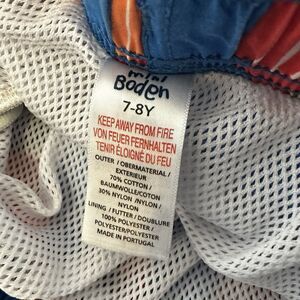 mini
Boden
7-8Y
KEEP AWAY FROM FIRE
VON FEUER FERNHALTEN
TENIR ÉLOIGNÉ DU FEU
OUTER / OBERMATERIAL /
EXTERIEUR
70% COTTON /
BAUMWOLLE/COTON
30% NYLON /NYLON /
NYLON
LINING / FUTTER / DOUBLURE
100% POLYESTER /
POLYESTER/POLYESTER
MADE IN PORTUGAL